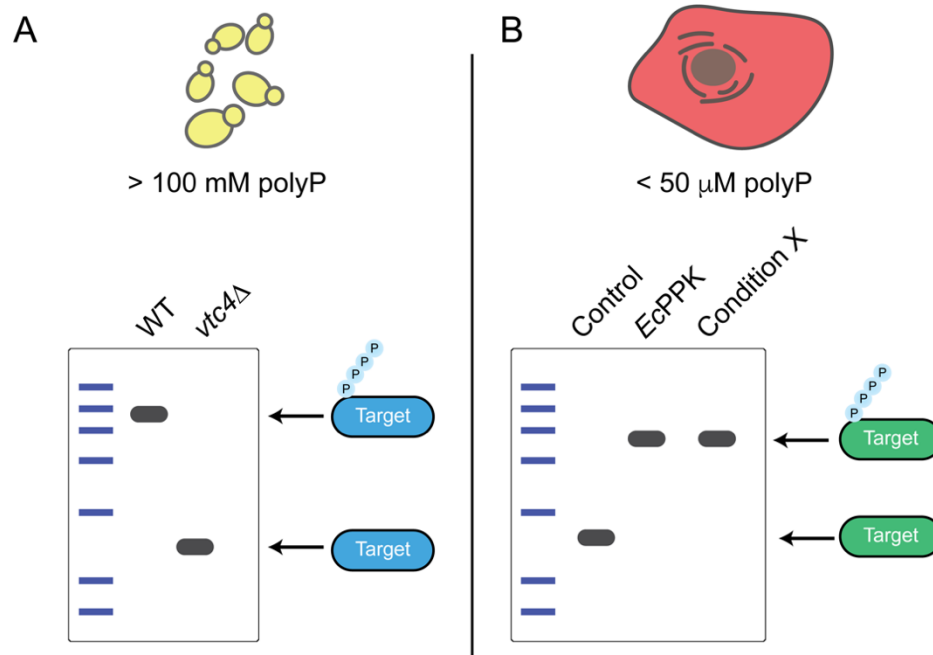 A
> 100 mM polyP
WT
vtc4Δ
P
P
P
P
Target
Target
B
< 50 μM polyP
Control
EcPPK
Condition X
P
P
P
P
Target
Target